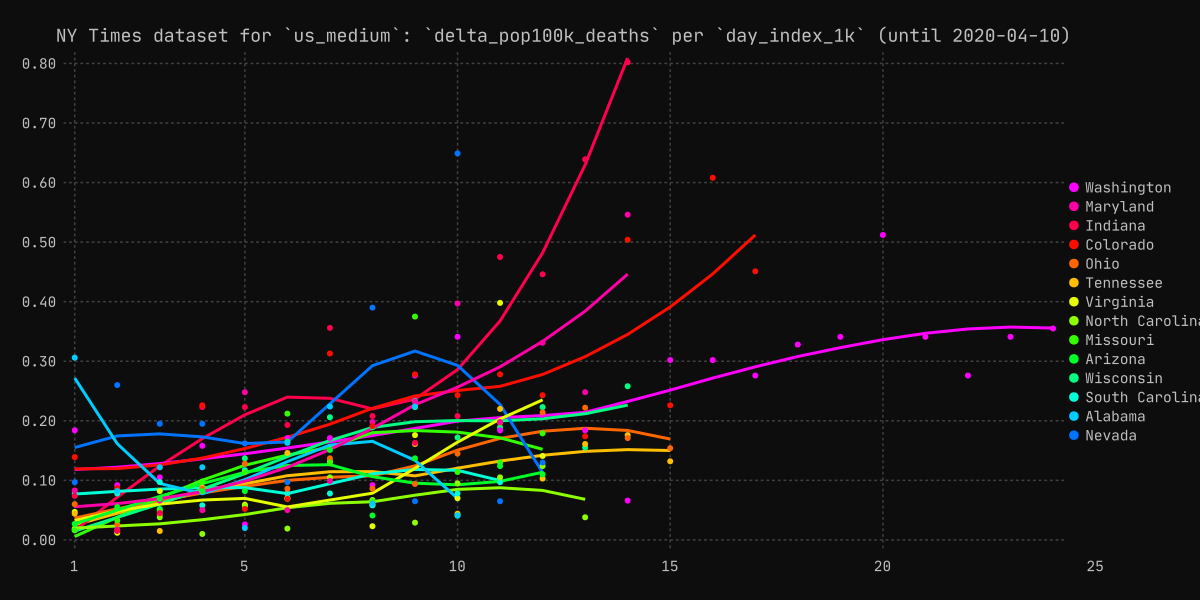 NY Times dataset for `us_medium`: `delta_pop100k_deaths` per `day_index_1k` (until 2020-04-10)
0.80
0.70
0.60
0.50
0.40
0.30
0.20
0.10
0.00
1 5 10 15 20 25
Washington
Maryland
Indiana
Colorado
Ohio
Tennessee
Virginia
North Carolina
Missouri
Arizona
Wisconsin
South Carolina
Alabama
Nevada